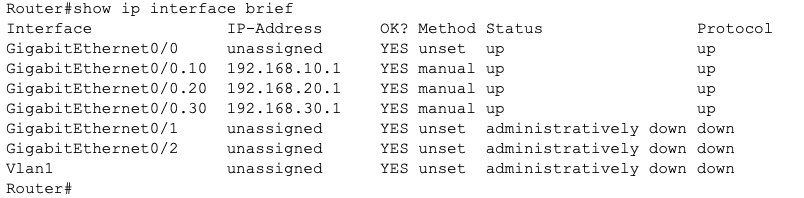 Router#show ip interface brief
Interface              IP-Address      OK? Method Status                Protocol
GigabitEthernet0/0     unassigned      YES unset  up                    up
GigabitEthernet0/0.10  192.168.10.1    YES manual up                    up
GigabitEthernet0/0.20  192.168.20.1    YES manual up                    up
GigabitEthernet0/0.30  192.168.30.1    YES manual up                    up
GigabitEthernet0/1     unassigned      YES unset  administratively down down
GigabitEthernet0/2     unassigned      YES unset  administratively down down
Vlan1                  unassigned      YES unset  administratively down down
Router#